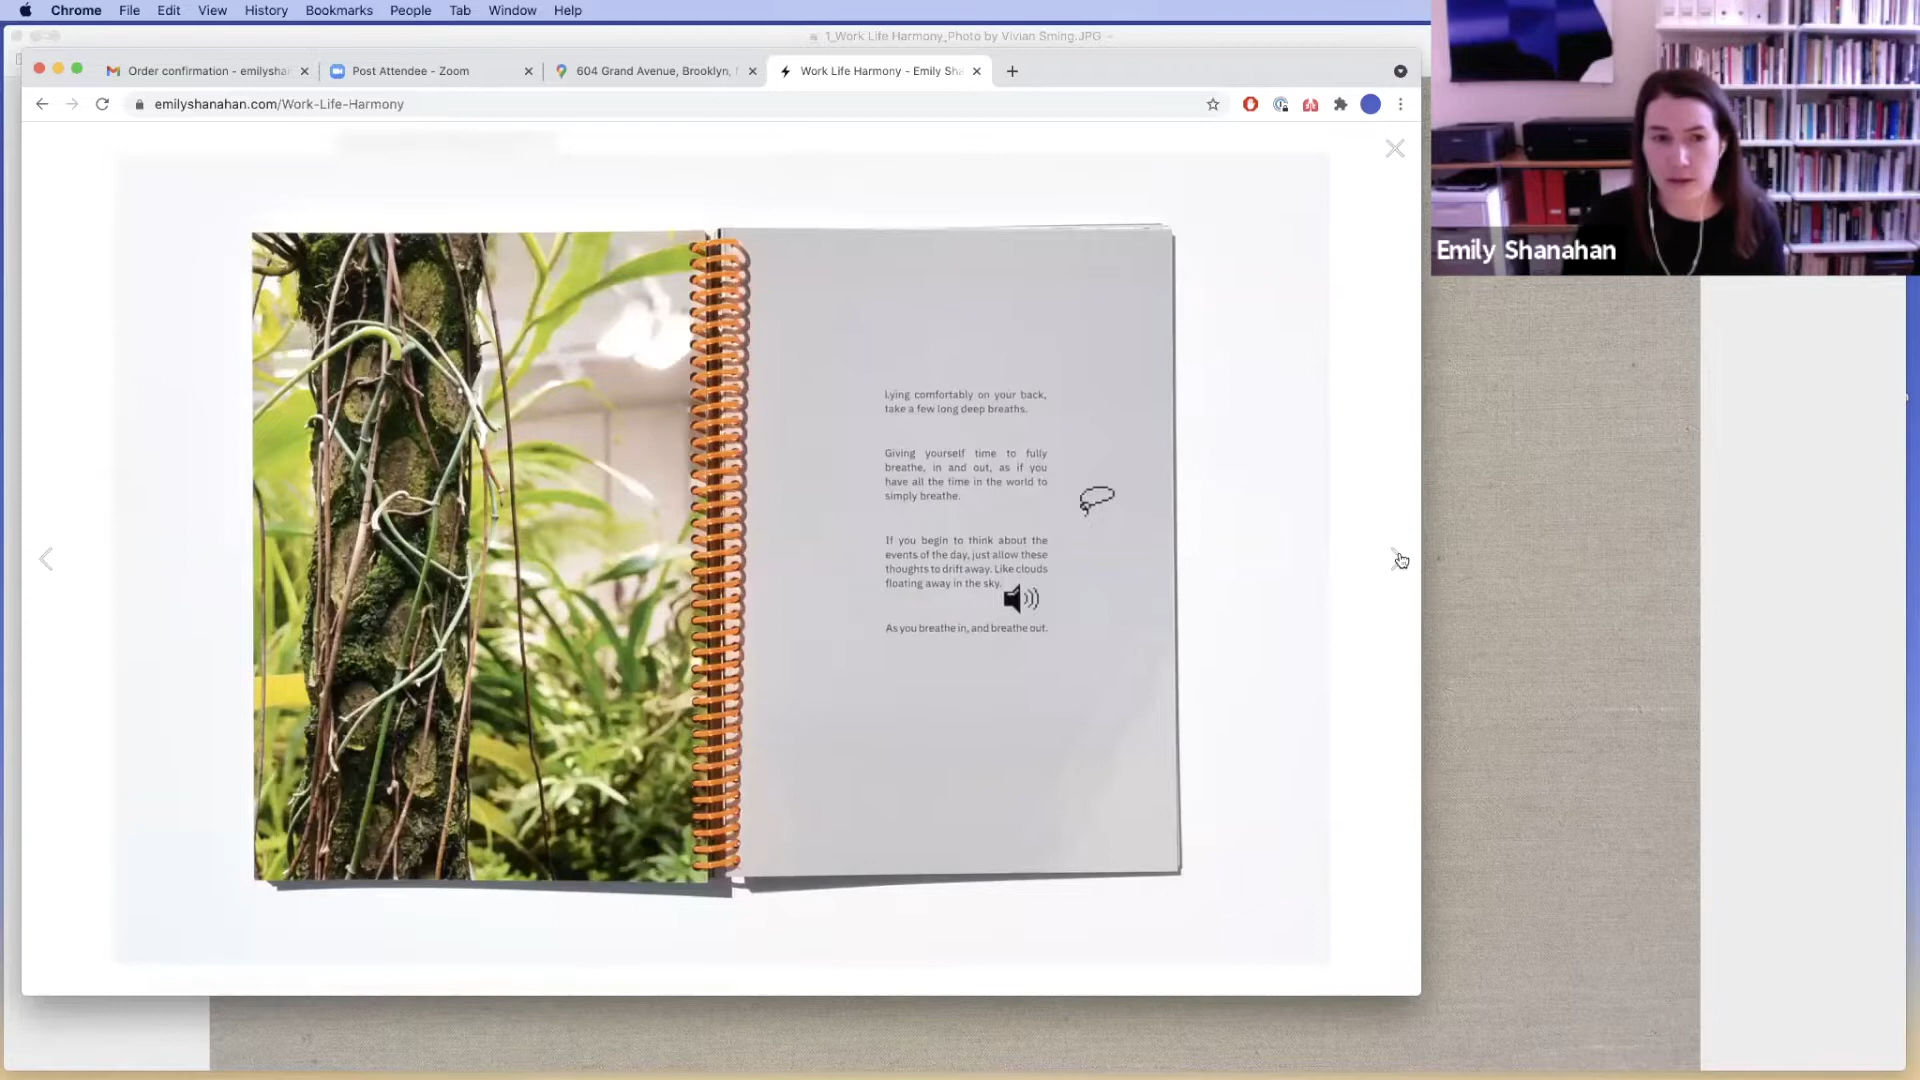 Chrome File Edit View History Bookmarks People Tab Window Help
1_Work Life Harmony_Photo by Vivian Sming.JPG
Order confirmation - emilyshan
Post Attendee - Zoom
604 Grand Avenue, Brooklyn,
Work Life Harmony - Emily Sha
emilyshanahan.com/Work-Life-Harmony
Emily Shanahan
Lying comfortably on your back,
take a few long deep breaths.
Giving yourself time to fully
breathe, in and out, as if you
have all the time in the world to
simply breathe.
If you begin to think about the
events of the day, just allow these
thoughts to drift away. Like clouds
floating away in the sky.
As you breathe in, and breathe out.